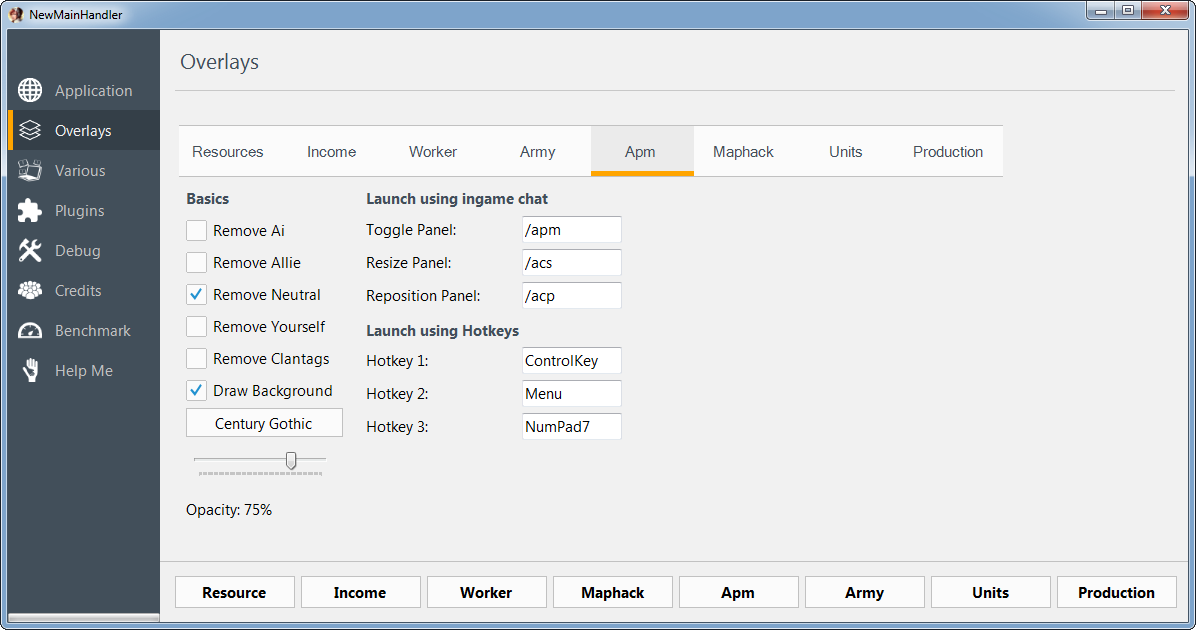 NewMainHandler
Application
Overlays
Various
Plugins
Debug
Credits
Benchmark
Help Me
Overlays
Resources Income Worker Army Apm Maphack Units Production
Basics
Remove Ai
Remove Allie
Remove Neutral
Remove Yourself
Remove Clantags
Draw Background
Century Gothic
Opacity: 75%
Launch using ingame chat
Toggle Panel: /apm
Resize Panel: /acs
Reposition Panel: /acp
Launch using Hotkeys
Hotkey 1: ControlKey
Hotkey 2: Menu
Hotkey 3: NumPad7
Resource Income Worker Maphack Apm Army Units Production